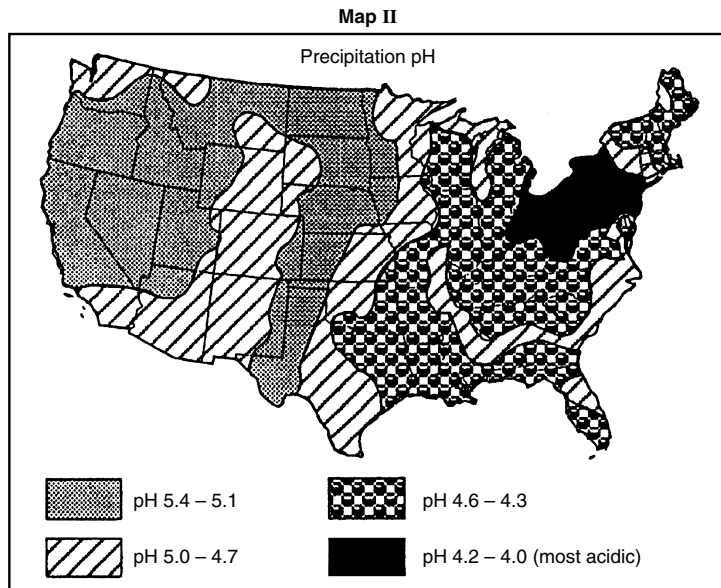 Map II
Precipitation pH
pH 5.4 – 5.1
pH 4.6 – 4.3
pH 5.0 – 4.7
pH 4.2 – 4.0 (most acidic)